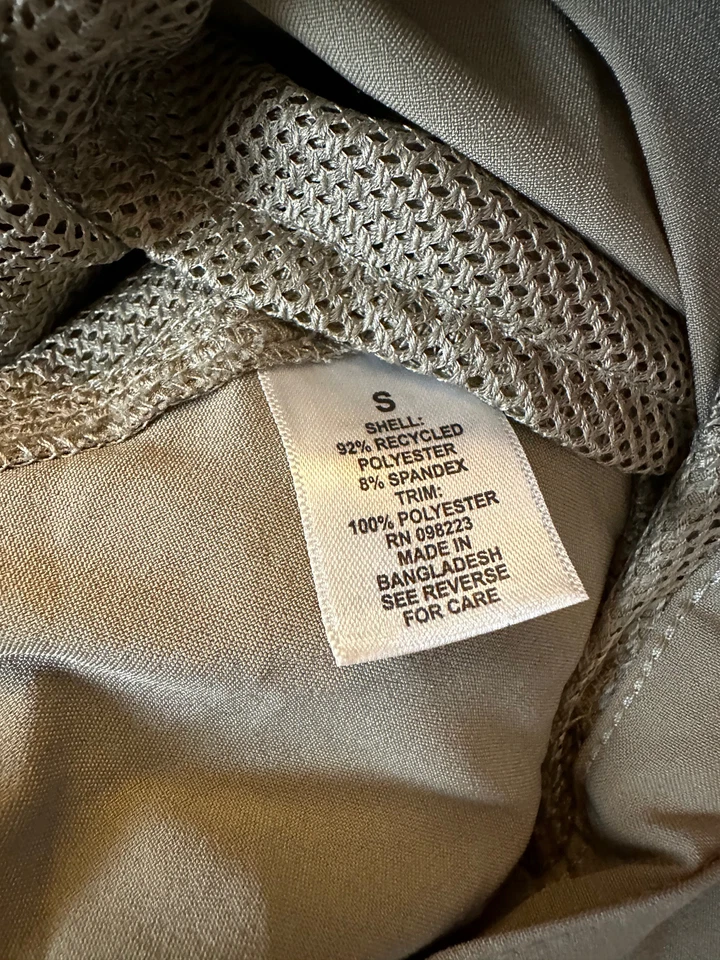 S
SHELL:
92% RECYCLED
POLYESTER
8% SPANDEX
TRIM:
100% POLYESTER
RN 098223
MADE IN
BANGLADESH
SEE REVERSE
FOR CARE